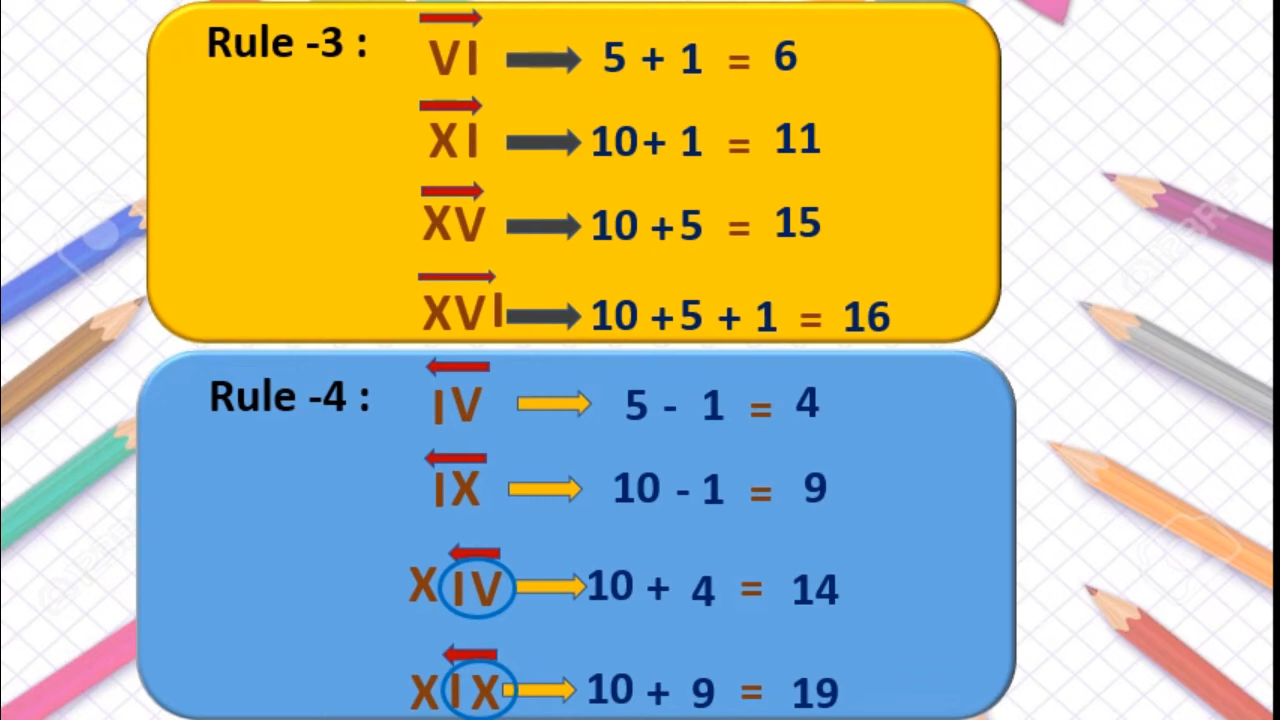 Rule -3 : VI 5 + 1 = 6
XI 10 + 1 = 11
XV 10 + 5 = 15
XVI 10 + 5 + 1 = 16
Rule -4 : IV 5 - 1 = 4
IX 10 - 1 = 9
XIV 10 + 4 = 14
XIX 10 + 9 = 19